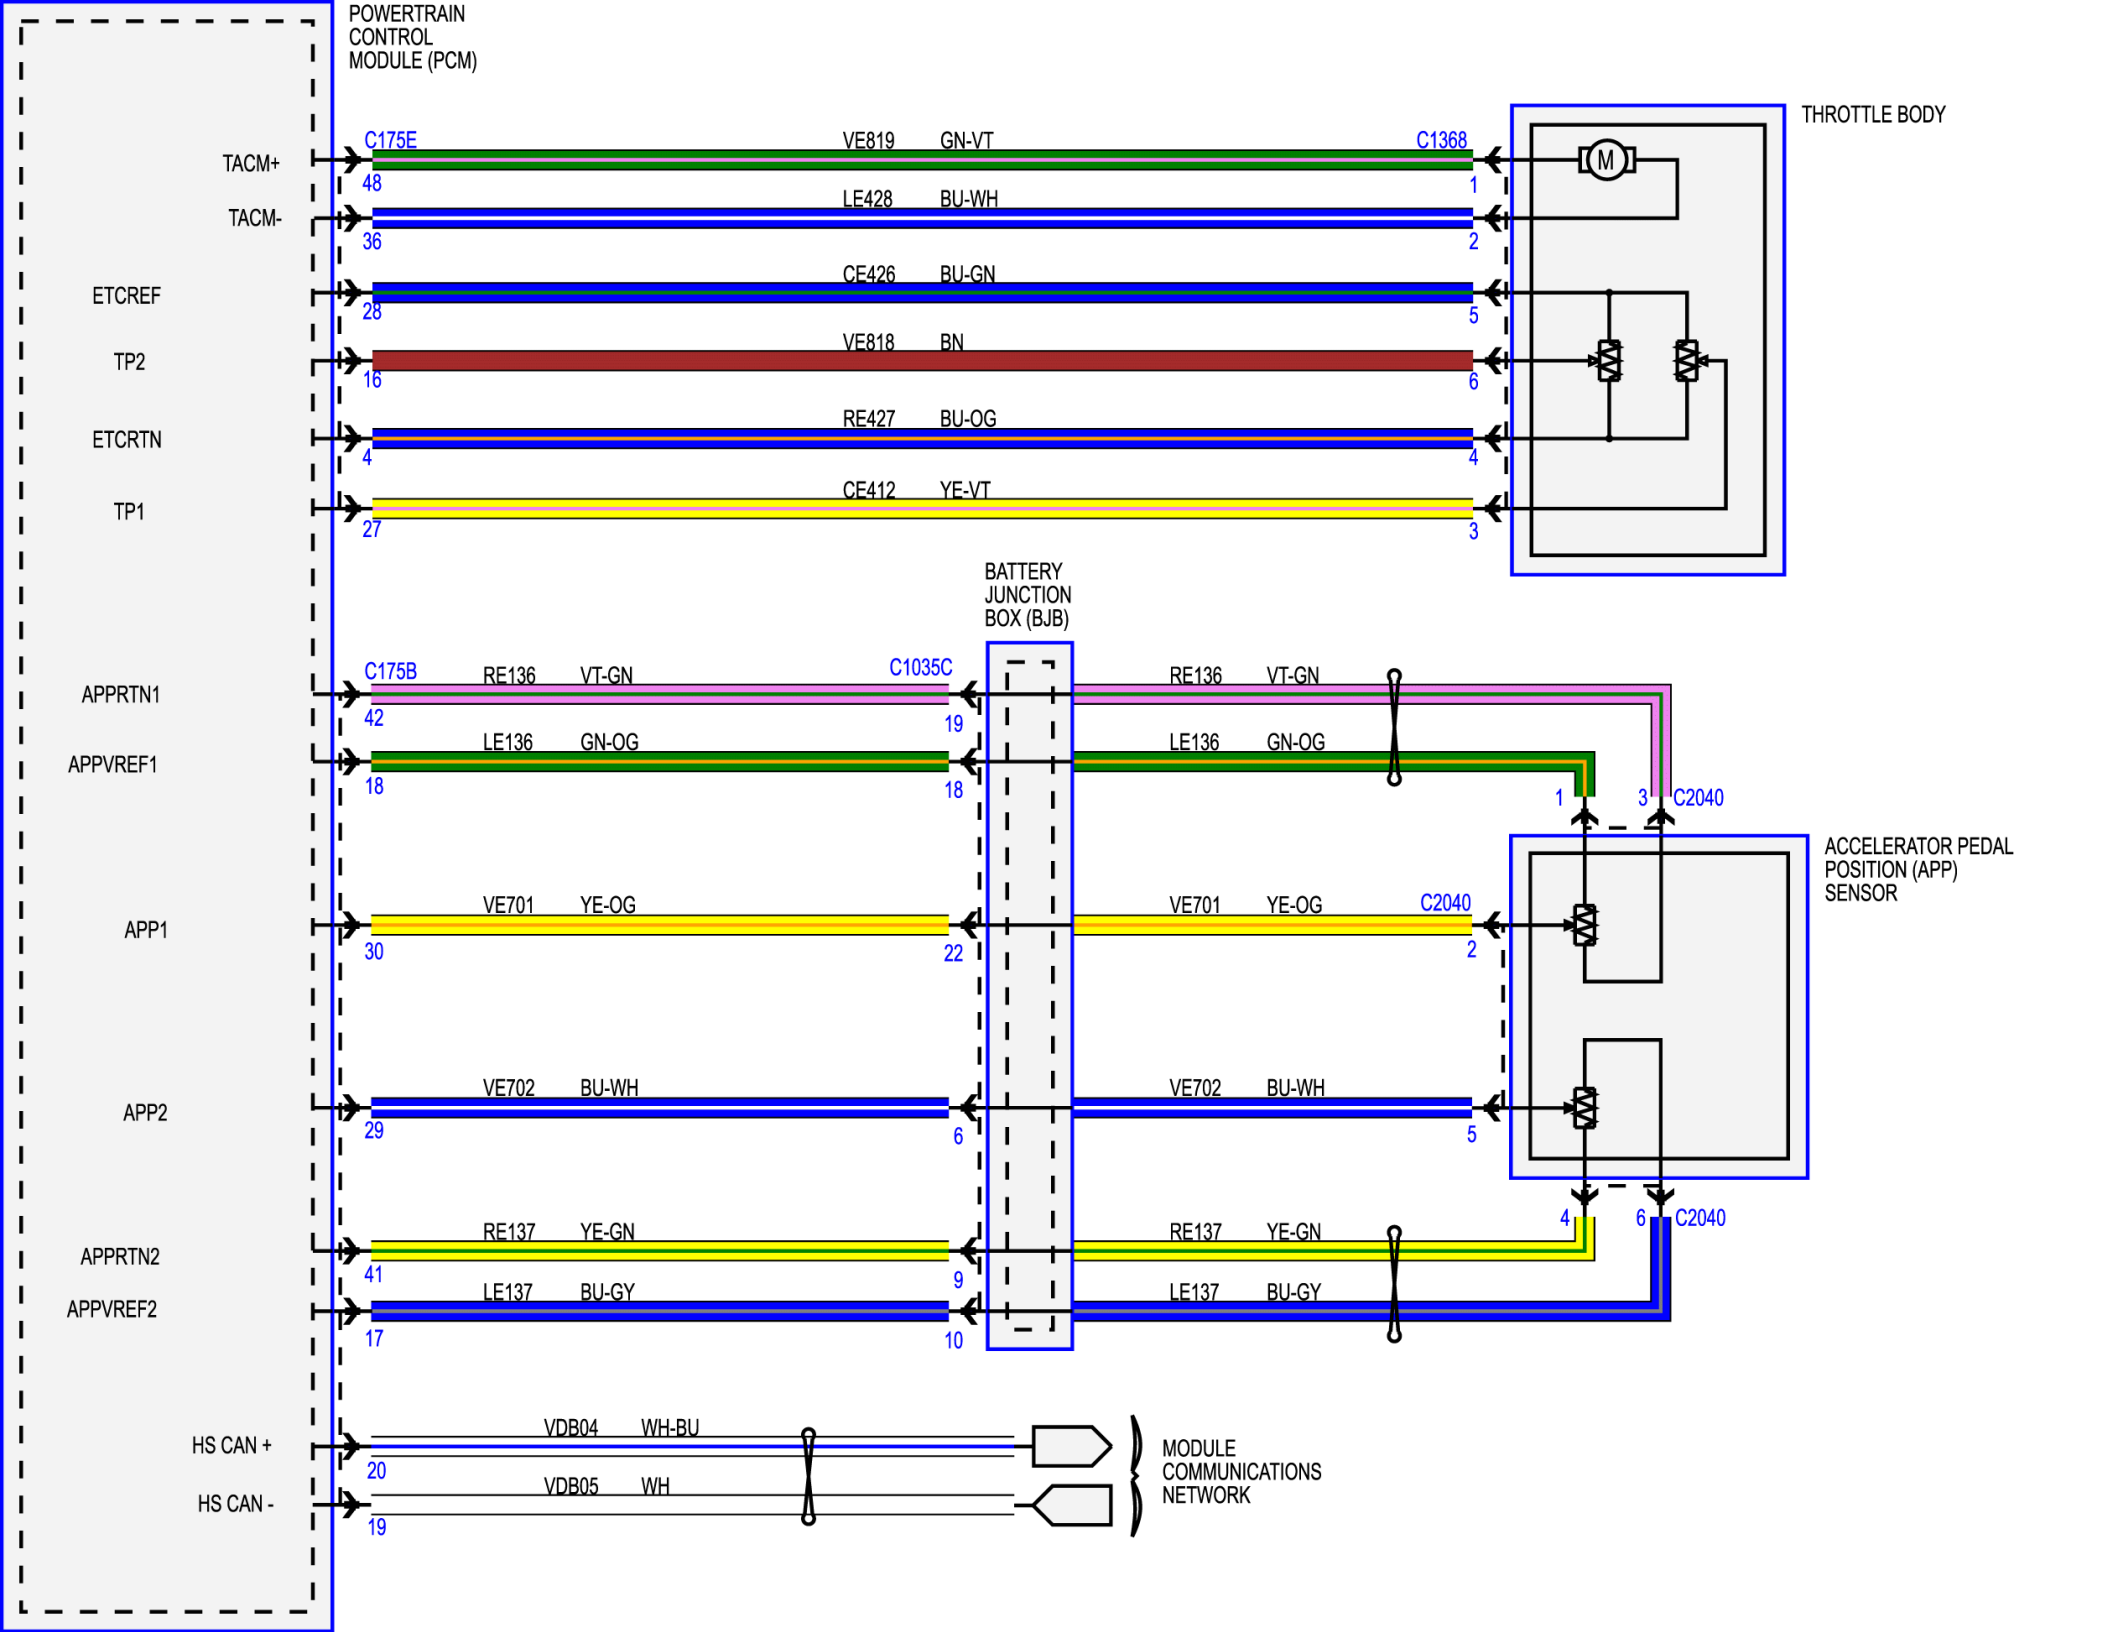 POWERTRAIN
CONTROL
MODULE (PCM)
THROTTLE BODY
C175E
VE819 GN-VT
C1368
TACM+
48
1
M
LE428 BU-WH
TACM-
36
2
CE426 BU-GN
ETCREF
28
5
VE818 BN
TP2
16
6
RE427 BU-OG
ETCRTN
4
4
CE412 YE-VT
TP1
27
3
BATTERY
JUNCTION
BOX (BJB)
C175B
RE136 VT-GN
C1035C
RE136 VT-GN
APPRTN1
42
19
LE136 GN-OG
LE136 GN-OG
APPVREF1
18
18
1
3 C2040
ACCELERATOR PEDAL
POSITION (APP)
SENSOR
VE701 YE-OG
VE701 YE-OG
C2040
APP1
30
22
2
VE702 BU-WH
VE702 BU-WH
APP2
29
6
5
RE137 YE-GN
RE137 YE-GN
4
6 C2040
APPRTN2
41
9
LE137 BU-GY
LE137 BU-GY
APPVREF2
17
10
VDB04 WH-BU
HS CAN +
20
MODULE
COMMUNICATIONS
NETWORK
VDB05 WH
HS CAN -
19